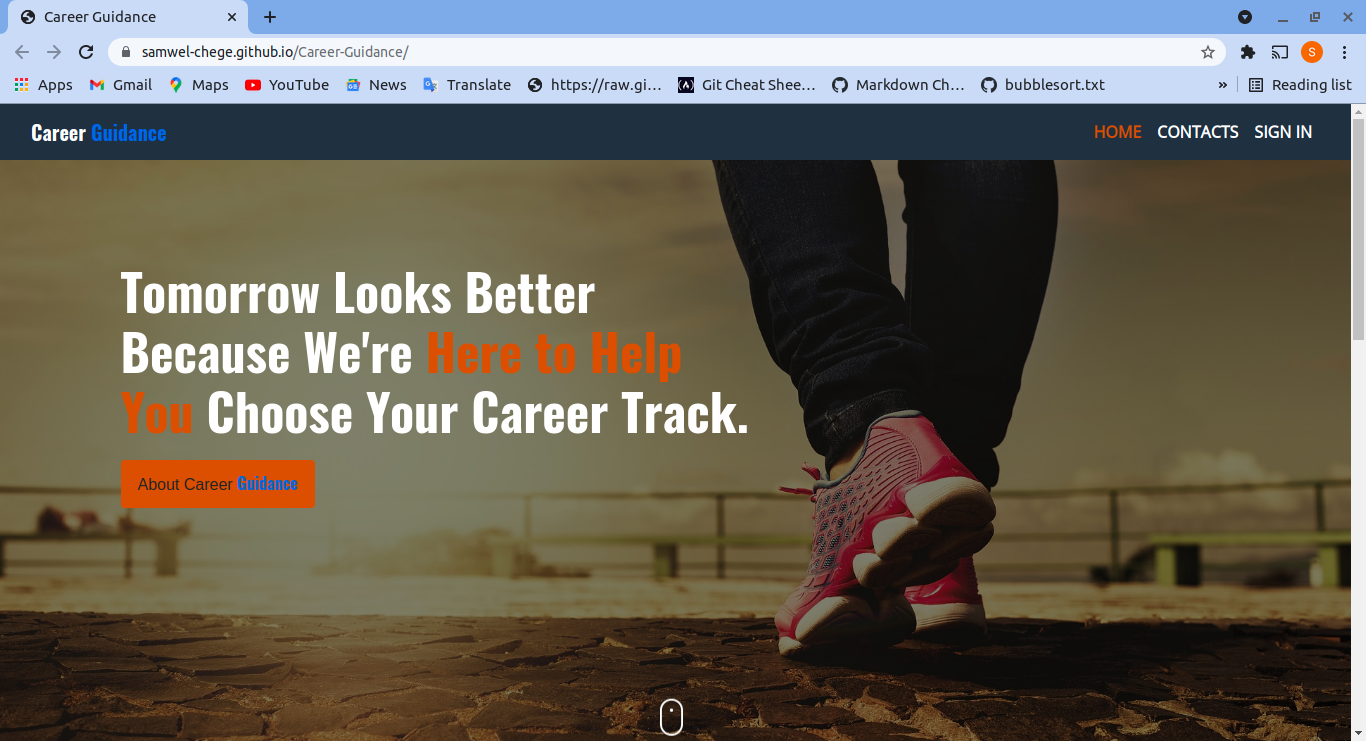 Career Guidance
samwel-chege.github.io/Career-Guidance/
S
Apps Gmail Maps YouTube News Translate https://raw.gi... Git Cheat Shee... Markdown Ch... bubblesort.txt » Reading list
Career Guidance HOME CONTACTS SIGN IN
Tomorrow Looks Better
Because We're Here to Help
You Choose Your Career Track.
About Career Guidance